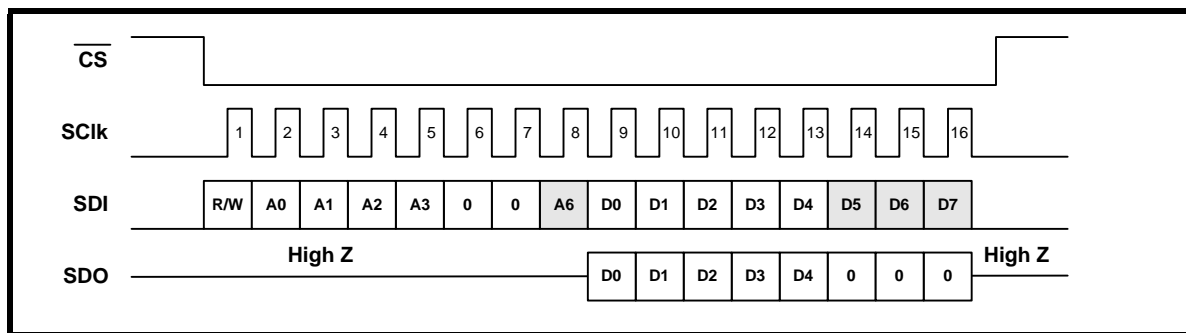 CS
SClk 1 2 3 4 5 6 7 8 9 10 11 12 13 14 15 16
SDI R/W A0 A1 A2 A3 0 0 A6 D0 D1 D2 D3 D4 D5 D6 D7
High Z High Z
SDO D0 D1 D2 D3 D4 0 0 0